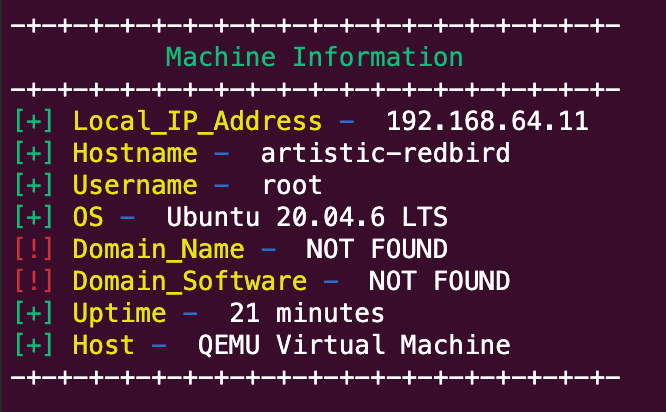 -+-+-+-+-+-+-+-+-+-+-+-+-+-+-+-+-+-+-+-
Machine Information
-+-+-+-+-+-+-+-+-+-+-+-+-+-+-+-+-+-+-+-
[+] Local_IP_Address -  192.168.64.11
[+] Hostname -  artistic-redbird
[+] Username -  root
[+] OS -  Ubuntu 20.04.6 LTS
[!] Domain_Name -  NOT FOUND
[!] Domain_Software -  NOT FOUND
[+] Uptime -  21 minutes
[+] Host -  QEMU Virtual Machine
-+-+-+-+-+-+-+-+-+-+-+-+-+-+-+-+-+-+-+-